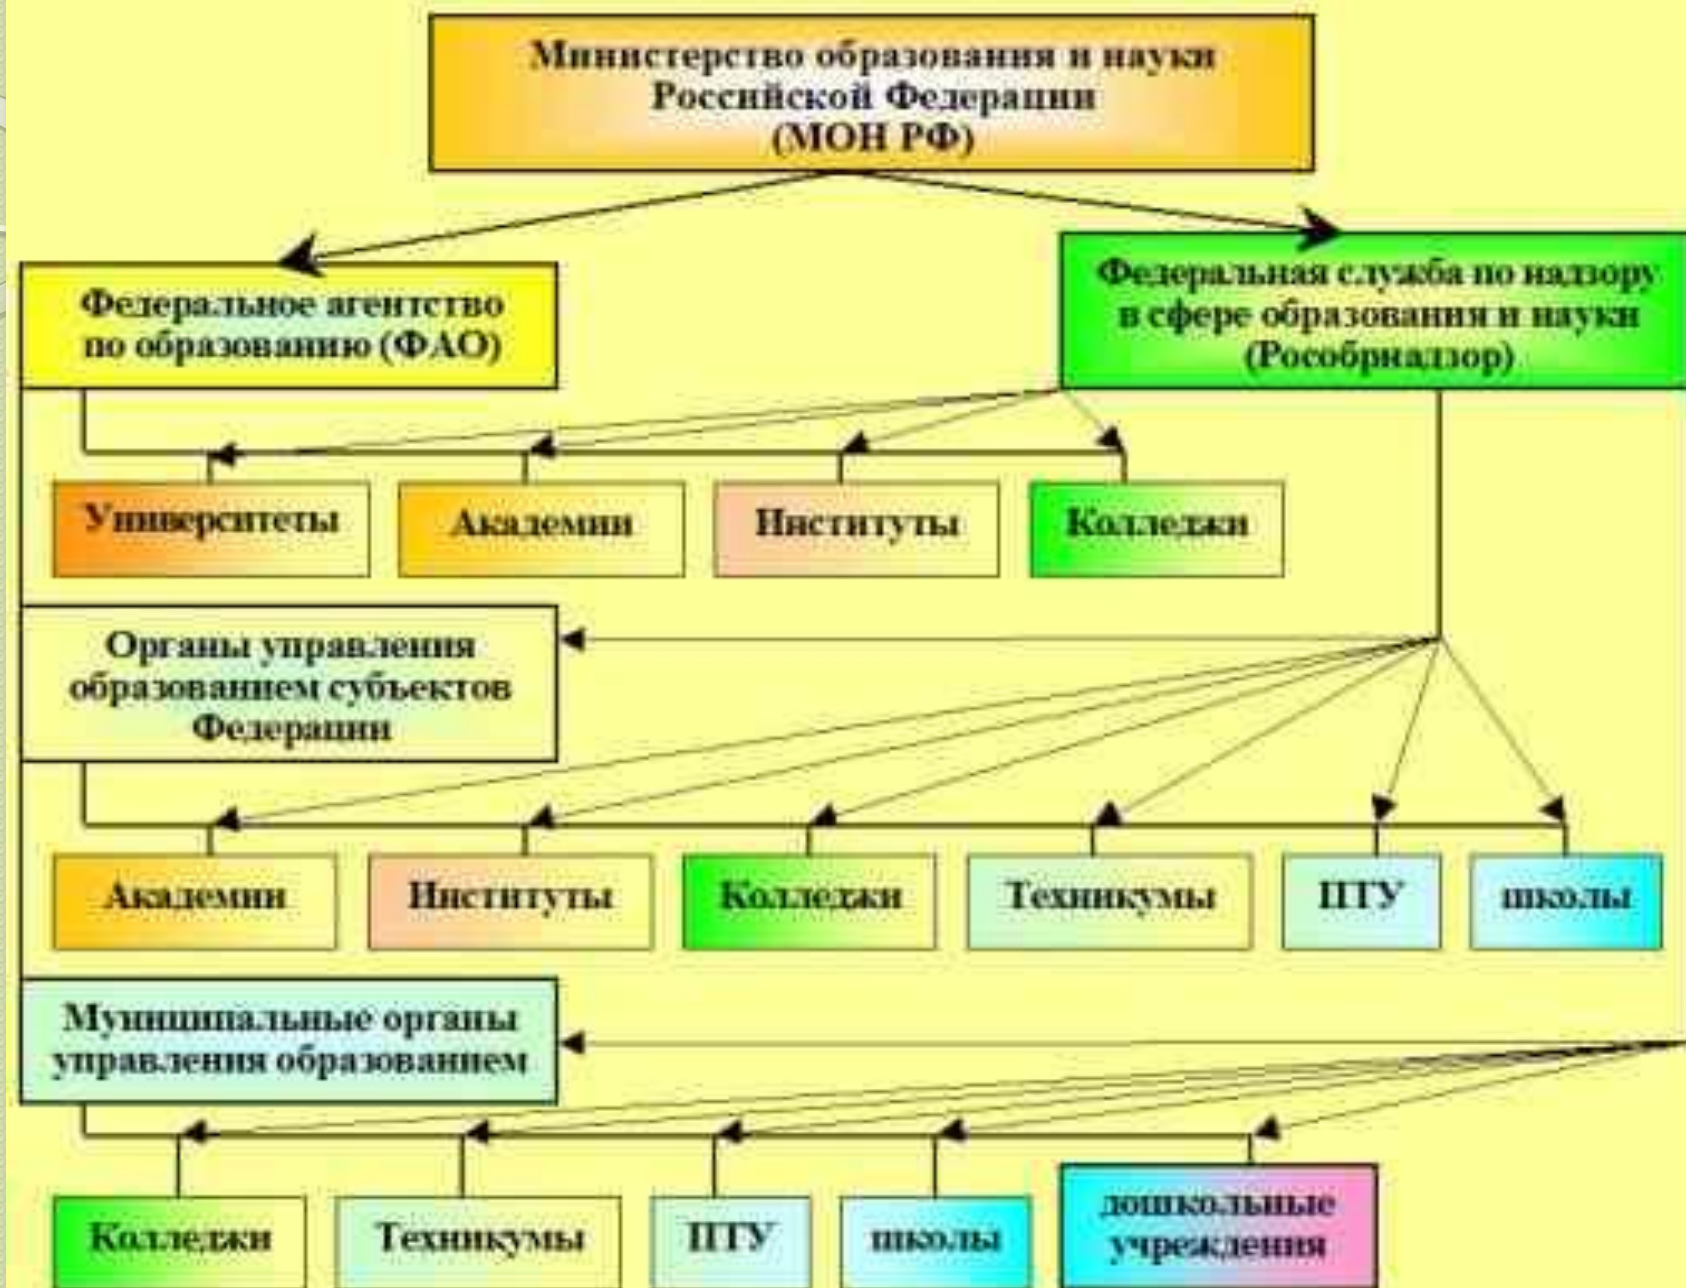 Министерство образования и науки
Российской Федерации
(МОН РФ)
Федеральное агентство
по образованию (ФАО)
Федеральная служба по надзору
в сфере образования и науки
(Рособрнадзор)
Университеты
Академии
Институты
Колледжи
Органы управления
образованием субъектов
Федерации
Академии
Институты
Колледжи
Техникумы
ПТУ
школы
Муниципальные органы
управления образованием
Колледжи
Техникумы
ПТУ
школы
дошкольные
учреждения